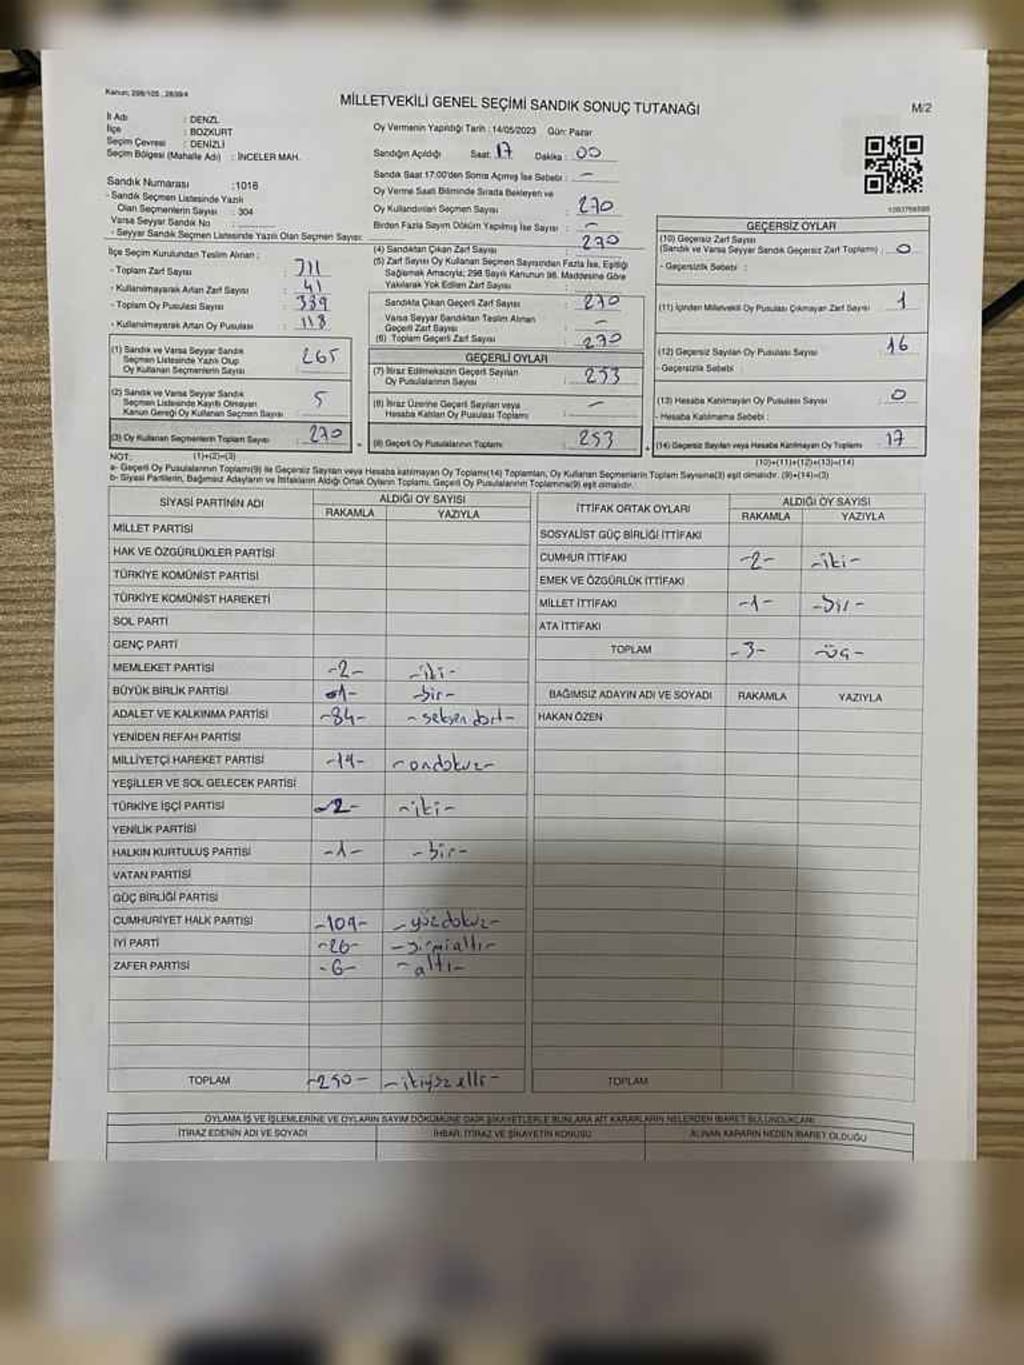 Kanun: 298/105 , 2839/4
MİLLETVEKİLİ GENEL SEÇİMİ SANDIK SONUÇ TUTANAĞI
M/2
İl Adı : DENZL
İlçe : BOZKURT
Seçim Çevresi : DENİZLİ
Seçim Bölgesi (Mahalle Adı) : İNCELER MAH.
Sandık Numarası :1016
- Sandık Seçmen Listesinde Yazılı
Olan Seçmenlerin Sayısı : 304
Varsa Seyyar Sandık No :
- Seyyar Sandık Seçmen Listesinde Yazılı Olan Seçmen Sayısı:
İlçe Seçim Kurulundan Teslim Alınan ;
- Toplam Zarf Sayısı : 311
- Kullanılmayarak Artan Zarf Sayısı : 41
- Toplam Oy Pusulası Sayısı : 339
- Kullanılmayarak Artan Oy Pusulası : 118
(1) Sandık ve Varsa Seyyar Sandık
Seçmen Listesinde Yazılı Olup
Oy Kullanan Seçmenlerin Sayısı : 265
(2) Sandık ve Varsa Seyyar Sandık
Seçmen Listesinde Kayıtlı Olmayan
Kanun Gereği Oy Kullanan Seçmen Sayısı : 5
(3) Oy Kullanan Seçmenlerin Toplam Sayısı : 270
Oy Vermenin Yapıldığı Tarih : 14/05/2023 Gün: Pazar
Sandığın Açıldığı Saat: 17 Dakika : 00
Sandık Saat 17:00'den Sonra Açılmış İse Sebebi : -
Oy Verme Saati Bitiminde Sırada Bekleyen ve
Oy Kullandırılan Seçmen Sayısı : 270
Birden Fazla Sayım Döküm Yapılmış İse Sayısı : -
(4) Sandıktan Çıkan Zarf Sayısı : 270
(5) Zarf Sayısı Oy Kullanan Seçmen Sayısından Fazla İse, Eşitliği
Sağlamak Amacıyla; 298 Sayılı Kanunun 98. Maddesine Göre
Yakılarak Yok Edilen Zarf Sayısı :
Sandıkta Çıkan Geçerli Zarf Sayısı : 270
Varsa Seyyar Sandıktan Teslim Alınan
Geçerli Zarf Sayısı : -
(6) Toplam Geçerli Zarf Sayısı : 270
GEÇERLİ OYLAR
(7) İtiraz Edilmeksizin Geçerli Sayılan
Oy Pusulalarının Sayısı : 253
(8) İtiraz Üzerine Geçerli Sayılan veya
Hesaba Katılan Oy Pusulası Toplamı : -
(9) Geçerli Oy Pusulalarının Toplamı : 253
GEÇERSİZ OYLAR
(10) Geçersiz Zarf Sayısı
(Sandık ve Varsa Seyyar Sandık Geçersiz Zarf Toplamı) : 0
- Geçersizlik Sebebi :
(11) İçinden Milletvekili Oy Pusulası Çıkmayan Zarf Sayısı : 1
(12) Geçersiz Sayılan Oy Pusulası Sayısı : 16
- Geçersizlik Sebebi :
(13) Hesaba Katılmayan Oy Pusulası Sayısı : 0
- Hesaba Katılmama Sebebi :
(14) Geçersiz Sayılan veya Hesaba Katılmayan Oy Toplamı : 17
NOT: (1)+(2)=(3) (10)+(11)+(12)+(13)=(14)
a- Geçerli Oy Pusulalarının Toplamı(9) ile Geçersiz Sayılan veya Hesaba katılmayan Oy Toplamı(14) Toplamları, Oy Kullanan Seçmenlerin Toplam Sayısına(3) eşit olmalıdır. (9)+(14)=(3)
b- Siyasi Partilerin, Bağımsız Adayların ve İttifakların Aldığı Ortak Oyların Toplamı, Geçerli Oy Pusulalarının Toplamına(9) eşit olmalıdır.
SİYASİ PARTİNİN ADI ALDIĞI OY SAYISI
RAKAMLA YAZIYLA
MİLLET PARTİSİ
HAK VE ÖZGÜRLÜKLER PARTİSİ
TÜRKİYE KOMÜNİST PARTİSİ
TÜRKİYE KOMÜNİST HAREKETİ
SOL PARTİ
GENÇ PARTİ
MEMLEKET PARTİSİ -2- -iki-
BÜYÜK BİRLİK PARTİSİ -1- -bir-
ADALET VE KALKINMA PARTİSİ -84- -seksen dört-
YENİDEN REFAH PARTİSİ
MİLLİYETÇİ HAREKET PARTİSİ -19- -ondokuz-
YEŞİLLER VE SOL GELECEK PARTİSİ
TÜRKİYE İŞÇİ PARTİSİ -2- -iki-
YENİLİK PARTİSİ
HALKIN KURTULUŞ PARTİSİ -1- -bir-
VATAN PARTİSİ
GÜÇ BİRLİĞİ PARTİSİ
CUMHURİYET HALK PARTİSİ -109- -yüzdokuz-
İYİ PARTİ -26- -yirmialtı-
ZAFER PARTİSİ -6- -altı-
TOPLAM -250- -ikiyüz elli-
İTTİFAK ORTAK OYLARI ALDIĞI OY SAYISI
RAKAMLA YAZIYLA
SOSYALİST GÜÇ BİRLİĞİ İTTİFAKI
CUMHUR İTTİFAKI -2- -iki-
EMEK VE ÖZGÜRLÜK İTTİFAKI
MİLLET İTTİFAKI -1- -bir-
ATA İTTİFAKI
TOPLAM -3- -üç-
BAĞIMSIZ ADAYIN ADI VE SOYADI RAKAMLA YAZIYLA
HAKAN ÖZEN
TOPLAM
OYLAMA İŞ VE İŞLEMLERİNE VE OYLARIN SAYIM DÖKÜMÜNE DAİR ŞİKAYETLERLE BUNLARA AİT KARARLARIN NELERDEN İBARET BULUNDUKLARI
İTİRAZ EDENİN ADI VE SOYADI İHBAR, İTİRAZ VE ŞİKAYETİN KONUSU ALINAN KARARIN NEDEN İBARET OLDUĞU